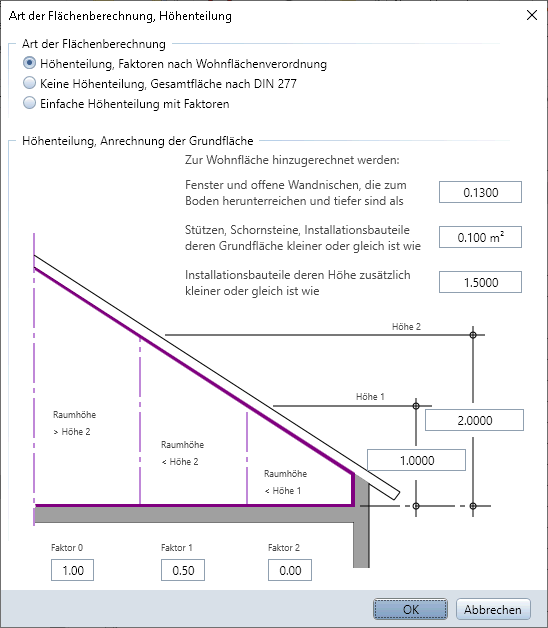 Art der Flächenberechnung, Höhenteilung
Art der Flächenberechnung
Höhenteilung, Faktoren nach Wohnflächenverordnung
Keine Höhenteilung, Gesamtfläche nach DIN 277
Einfache Höhenteilung mit Faktoren
Höhenteilung, Anrechnung der Grundfläche
Zur Wohnfläche hinzugerechnet werden:
Fenster und offene Wandnischen, die zum
Boden herunterreichen und tiefer sind als
0.1300
Stützen, Schornsteine, Installationsbauteile
deren Grundfläche kleiner oder gleich ist wie
0.100 m²
Installationsbauteile deren Höhe zusätzlich
kleiner oder gleich ist wie
1.5000
Höhe 2
Höhe 1
2.0000
1.0000
Raumhöhe
> Höhe 2
Raumhöhe
< Höhe 2
Raumhöhe
< Höhe 1
Faktor 0
Faktor 1
Faktor 2
1.00
0.50
0.00
OK
Abbrechen